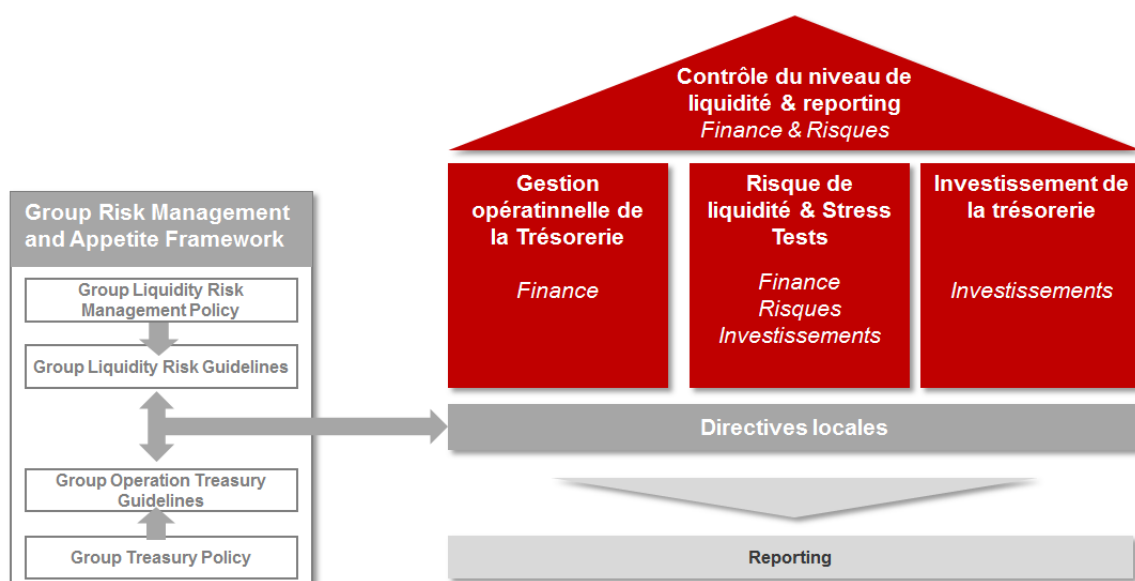 Contrôle du niveau de
liquidité & reporting
Finance & Risques
Gestion
opératinnelle de
la Trésorerie
Finance
Risque de
liquidité & Stress
Tests
Finance
Risques
Investissements
Investissement de
la trésorerie
Investissements
Group Risk Management
and Appetite Framework
Group Liquidity Risk
Management Policy
Group Liquidity Risk Guidelines
Group Operation Treasury
Guidelines
Group Treasury Policy
Directives locales
Reporting